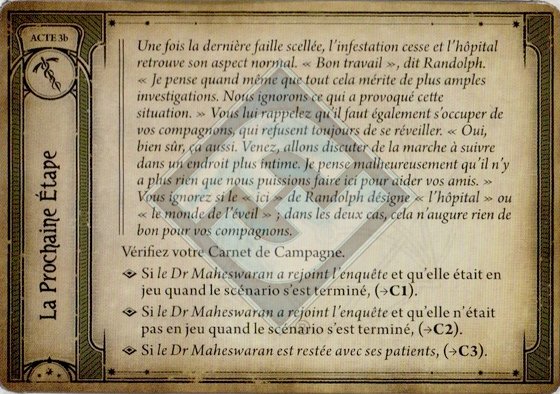 ACTE 3b
La Prochaine Étape
Une fois la dernière faille scellée, l'infestation cesse et l'hôpital
retrouve son aspect normal. « Bon travail », dit Randolph.
« Je pense quand même que tout cela mérite de plus amples
investigations. Nous ignorons ce qui a provoqué cette
situation. » Vous lui rappelez qu'il faut également s'occuper de
vos compagnons, qui refusent toujours de se réveiller. « Oui,
bien sûr, ça aussi. Venez, allons discuter de la marche à suivre
dans un endroit plus intime. Je pense malheureusement qu'il n'y
a plus rien que nous puissions faire ici pour aider vos amis. »
Vous ignorez si le « ici » de Randolph désigne « l'hôpital » ou
« le monde de l'éveil » ; dans les deux cas, cela n'augure rien de
bon pour vos compagnons.
Vérifiez votre Carnet de Campagne.
Si le Dr Maheswaran a rejoint l'enquête et qu'elle était en
jeu quand le scénario s'est terminé, (→C1).
Si le Dr Maheswaran a rejoint l'enquête et qu'elle n'était
pas en jeu quand le scénario s'est terminé, (→C2).
Si le Dr Maheswaran est restée avec ses patients, (→C3).